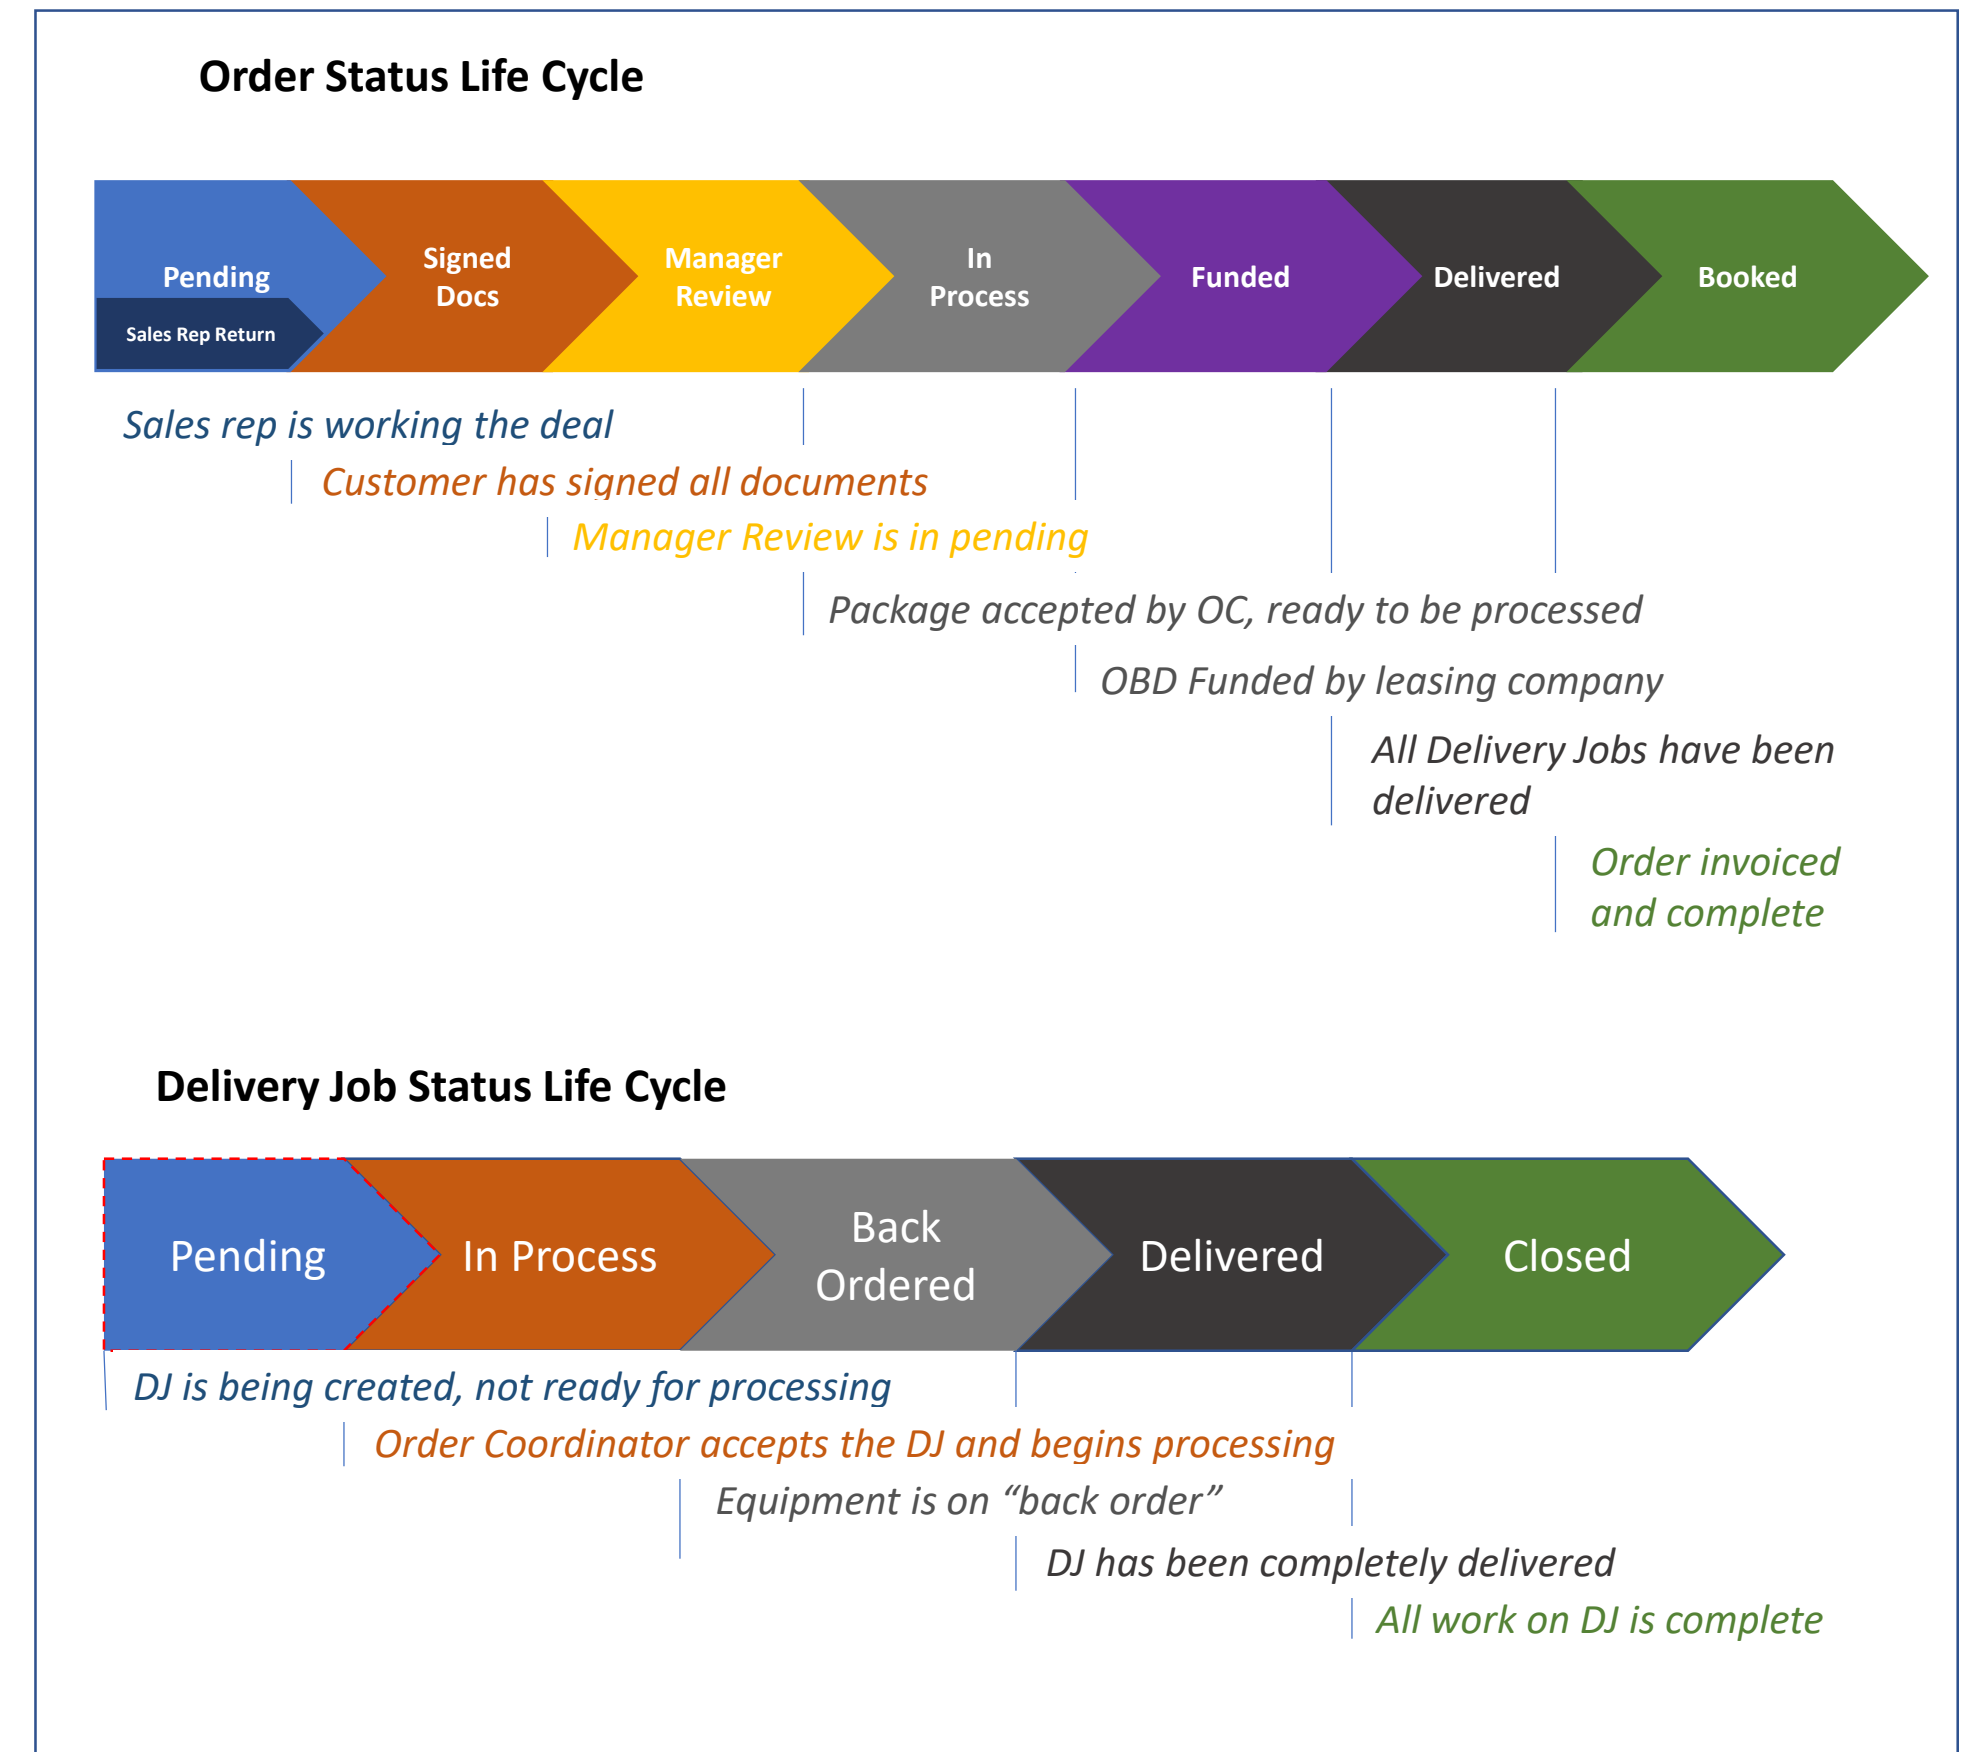 Order Status Life Cycle
Pending
Sales Rep Return
Signed
Docs
Manager
Review
In
Process
Funded
Delivered
Booked
Sales rep is working the deal
Customer has signed all documents
Manager Review is in pending
Package accepted by OC, ready to be processed
OBD Funded by leasing company
All Delivery Jobs have been
delivered
Order invoiced
and complete
Delivery Job Status Life Cycle
Pending
In Process
Back
Ordered
Delivered
Closed
DJ is being created, not ready for processing
Order Coordinator accepts the DJ and begins processing
Equipment is on “back order”
DJ has been completely delivered
All work on DJ is complete